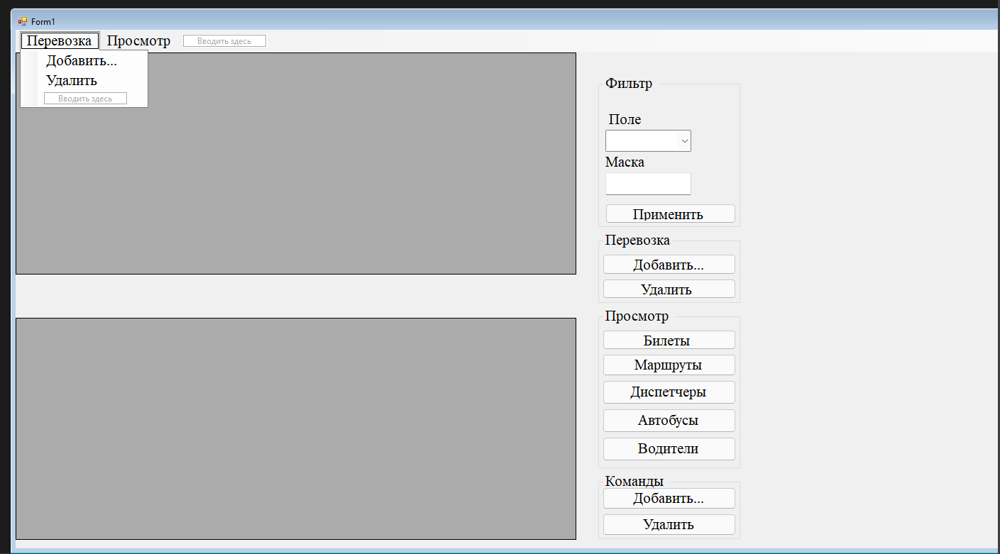 Form1
Перевозка Просмотр Вводить здесь
Добавить...
Удалить
Вводить здесь
Фильтр
Поле
Маска
Применить
Перевозка
Добавить...
Удалить
Просмотр
Билеты
Маршруты
Диспетчеры
Автобусы
Водители
Команды
Добавить...
Удалить